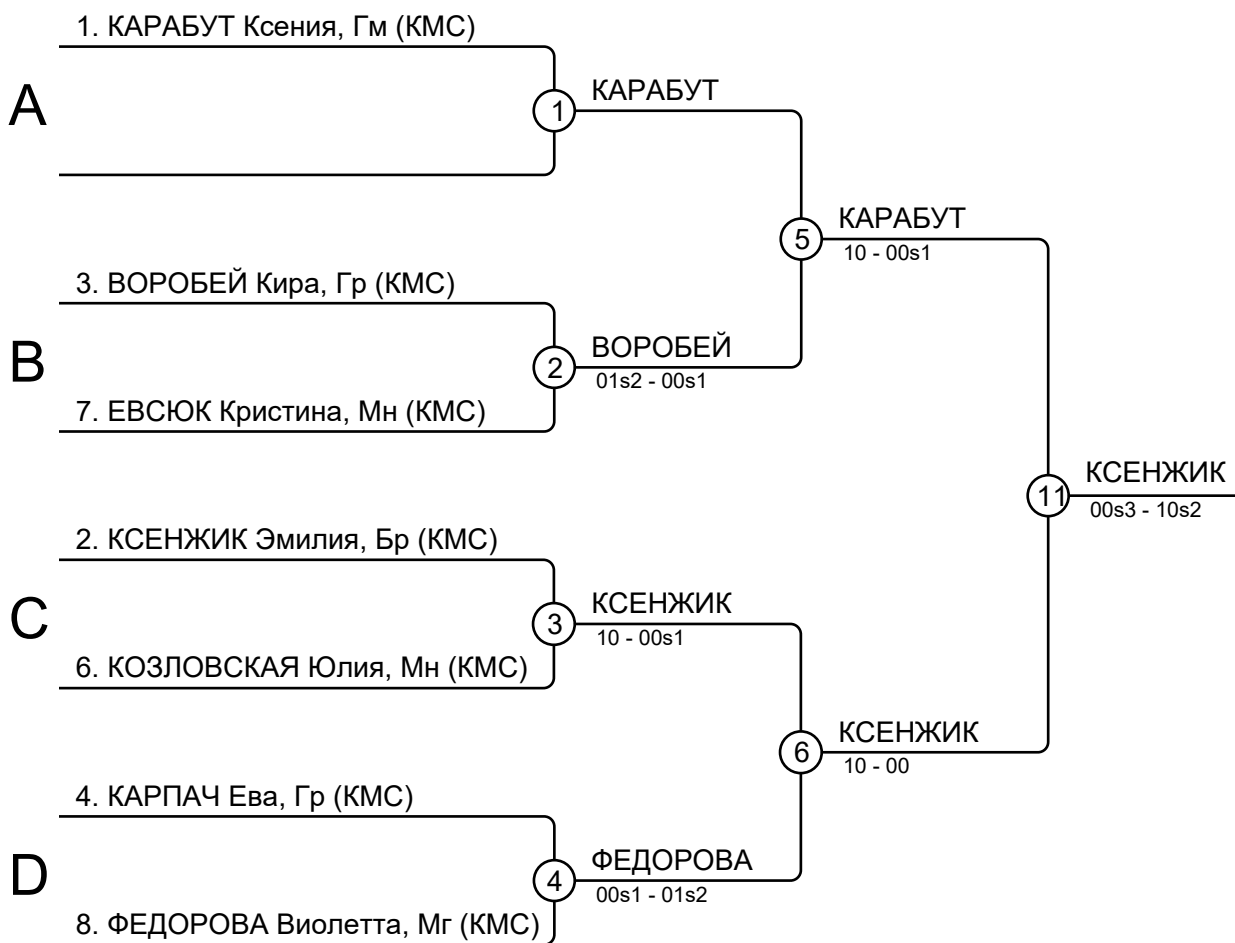 1. КАРАБУТ Ксения, Гм (КМС)
A
1
КАРАБУТ
5
КАРАБУТ
10 - 00s1
3. ВОРОБЕЙ Кира, Гр (КМС)
B
2
ВОРОБЕЙ
01s2 - 00s1
7. ЕВСЮК Кристина, Мн (КМС)
11
КСЕНЖИК
00s3 - 10s2
2. КСЕНЖИК Эмилия, Бр (КМС)
C
3
КСЕНЖИК
10 - 00s1
6. КОЗЛОВСКАЯ Юлия, Мн (КМС)
6
КСЕНЖИК
10 - 00
4. КАРПАЧ Ева, Гр (КМС)
D
4
ФЕДОРОВА
00s1 - 01s2
8. ФЕДОРОВА Виолетта, Мг (КМС)